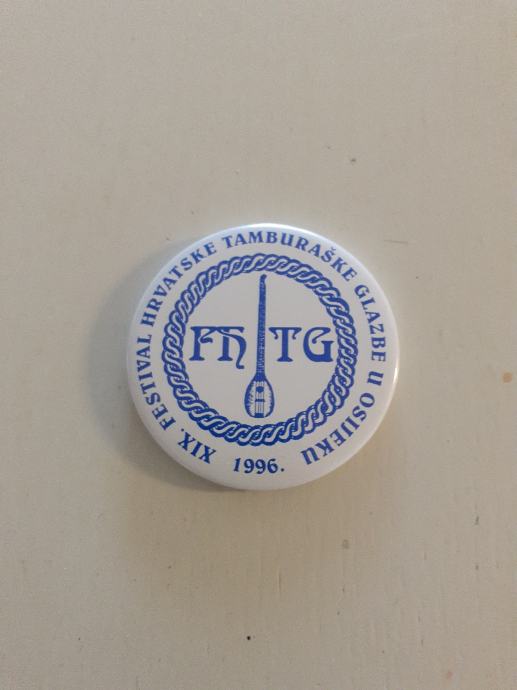 XIX. FESTIVAL HRVATSKE TAMBURAŠKE GLAZBE U OSIJEKU
FH TG
1996.